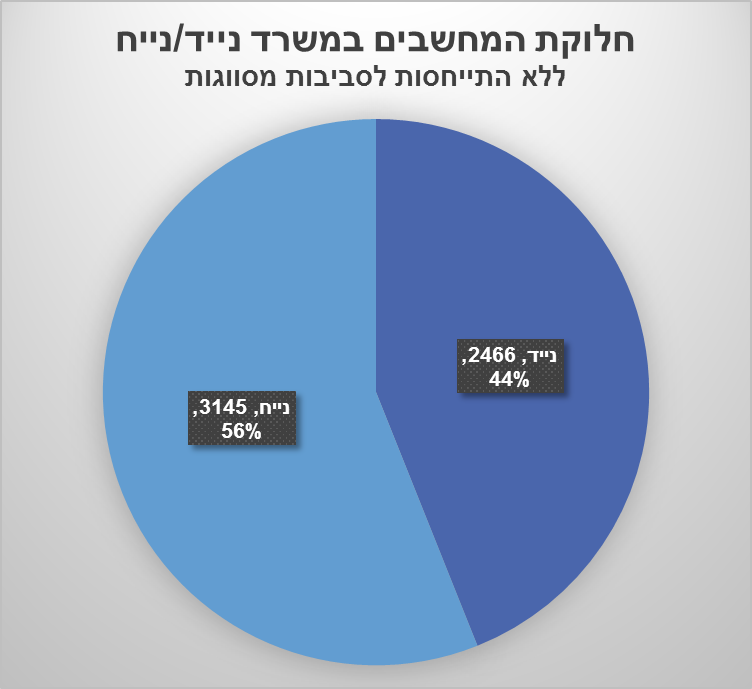 חלוקת המחשבים במשרד נייד/נייח
ללא התייחסות לסביבות מסווגות
נייד, 2466,
44%
נייח, 3145,
56%